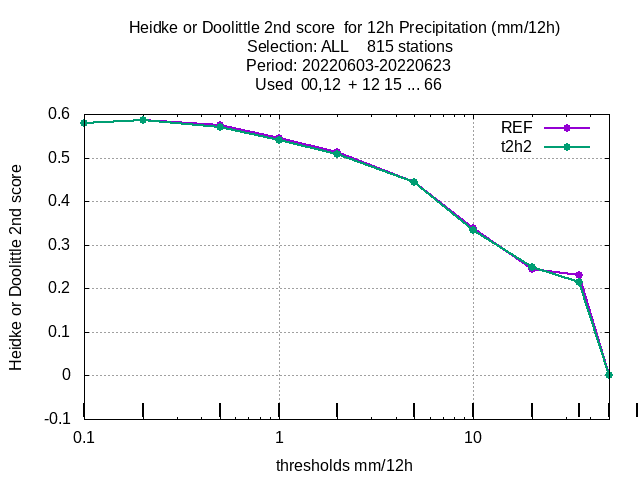 Heidke or Doolittle 2nd score  for 12h Precipitation (mm/12h)
Selection: ALL    815 stations
Period: 20220603-20220623
Used  00,12  + 12 15 ... 66
REF
t2h2
0.6
0.5
0.4
0.3
0.2
0.1
0
-0.1
Heidke or Doolittle 2nd score
0.1 1 10
thresholds mm/12h